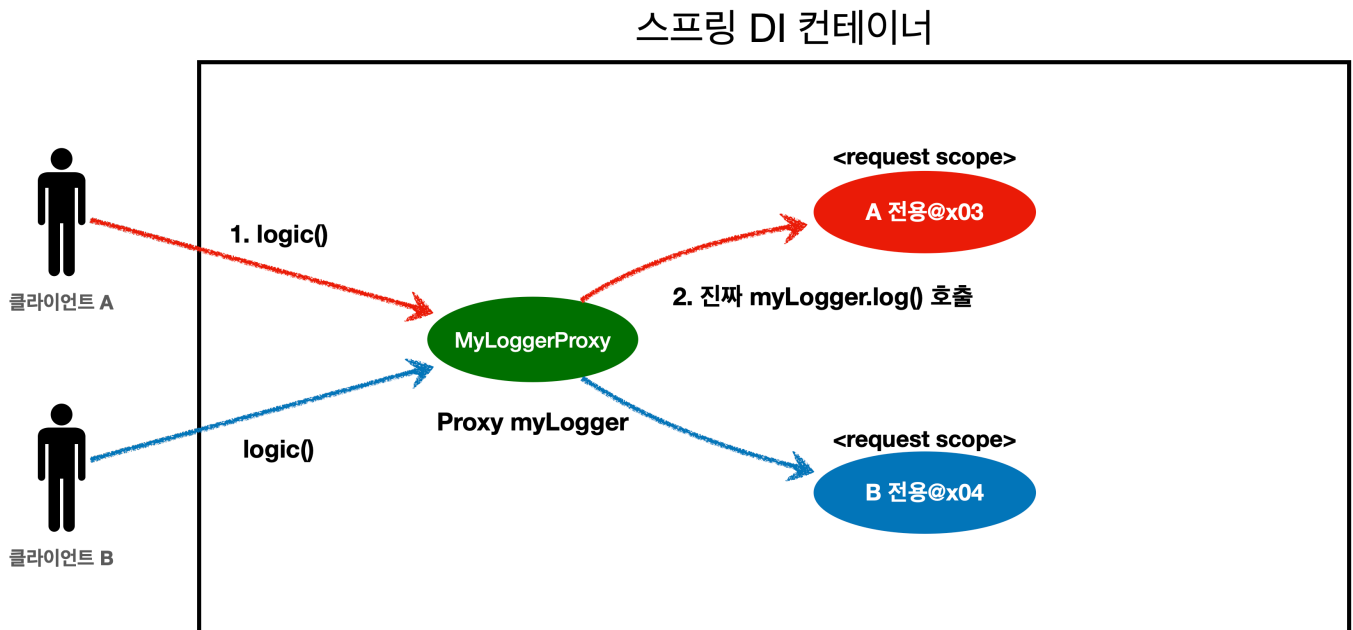 스프링 DI 컨테이너
<request scope>
A 전용@x03
1. logic()
클라이언트 A
2. 진짜 myLogger.log() 호출
MyLoggerProxy
Proxy myLogger
logic()
<request scope>
B 전용@x04
클라이언트 B